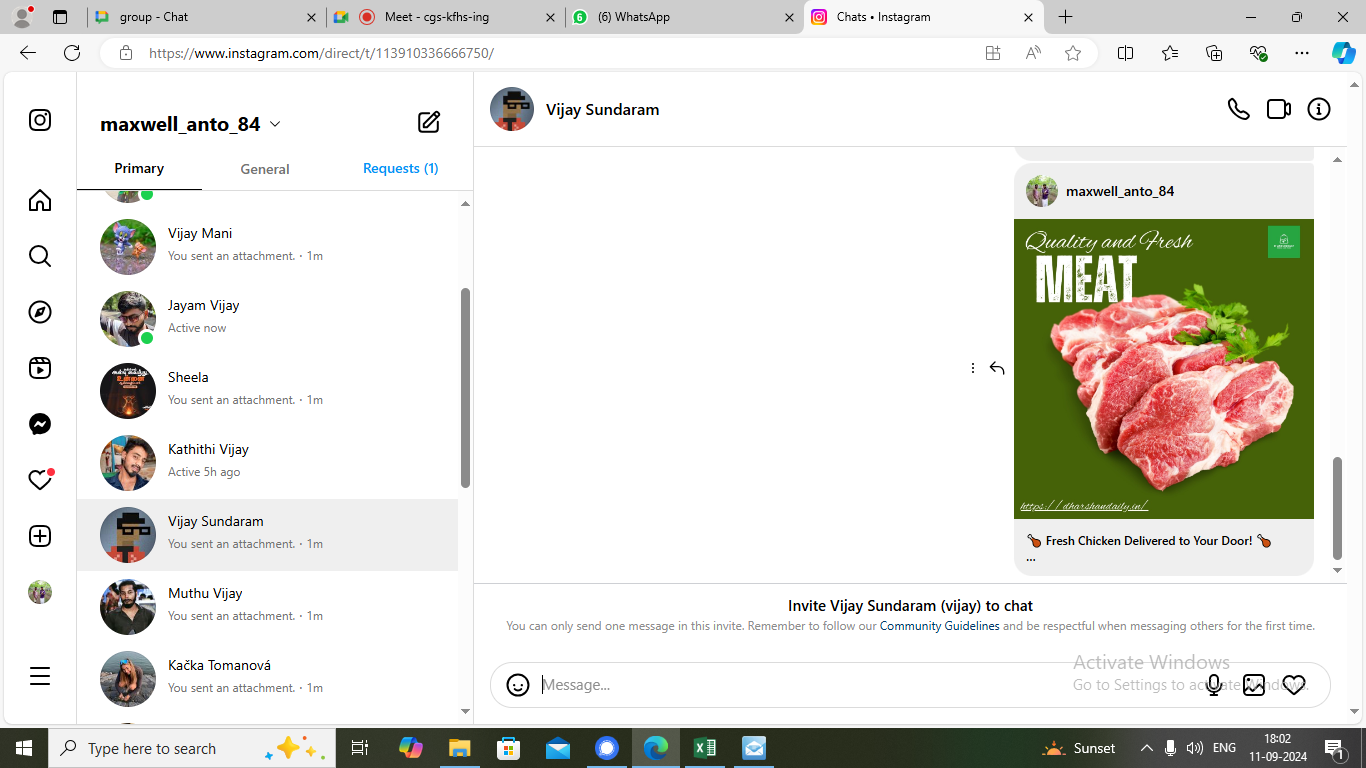 group - Chat
Meet - cgs-kfhs-ing
(6) WhatsApp
Chats • Instagram
https://www.instagram.com/direct/t/113910336666750/
maxwell_anto_84
Primary
General
Requests (1)
Vijay Mani
You sent an attachment. · 1m
Jayam Vijay
Active now
Sheela
You sent an attachment. · 1m
Kathithi Vijay
Active 5h ago
Vijay Sundaram
You sent an attachment. · 1m
Muthu Vijay
You sent an attachment. · 1m
Kačka Tomanová
You sent an attachment. · 1m
Vijay Sundaram
maxwell_anto_84
Quality and Fresh
MEAT
https://dharshandaily.in/
🍗 Fresh Chicken Delivered to Your Door! 🍗
...
Invite Vijay Sundaram (vijay) to chat
You can only send one message in this invite. Remember to follow our Community Guidelines and be respectful when messaging others for the first time.
Message...
Activate Windows
Go to Settings to activate Windows.
Type here to search
Sunset
ENG
18:02
11-09-2024
1